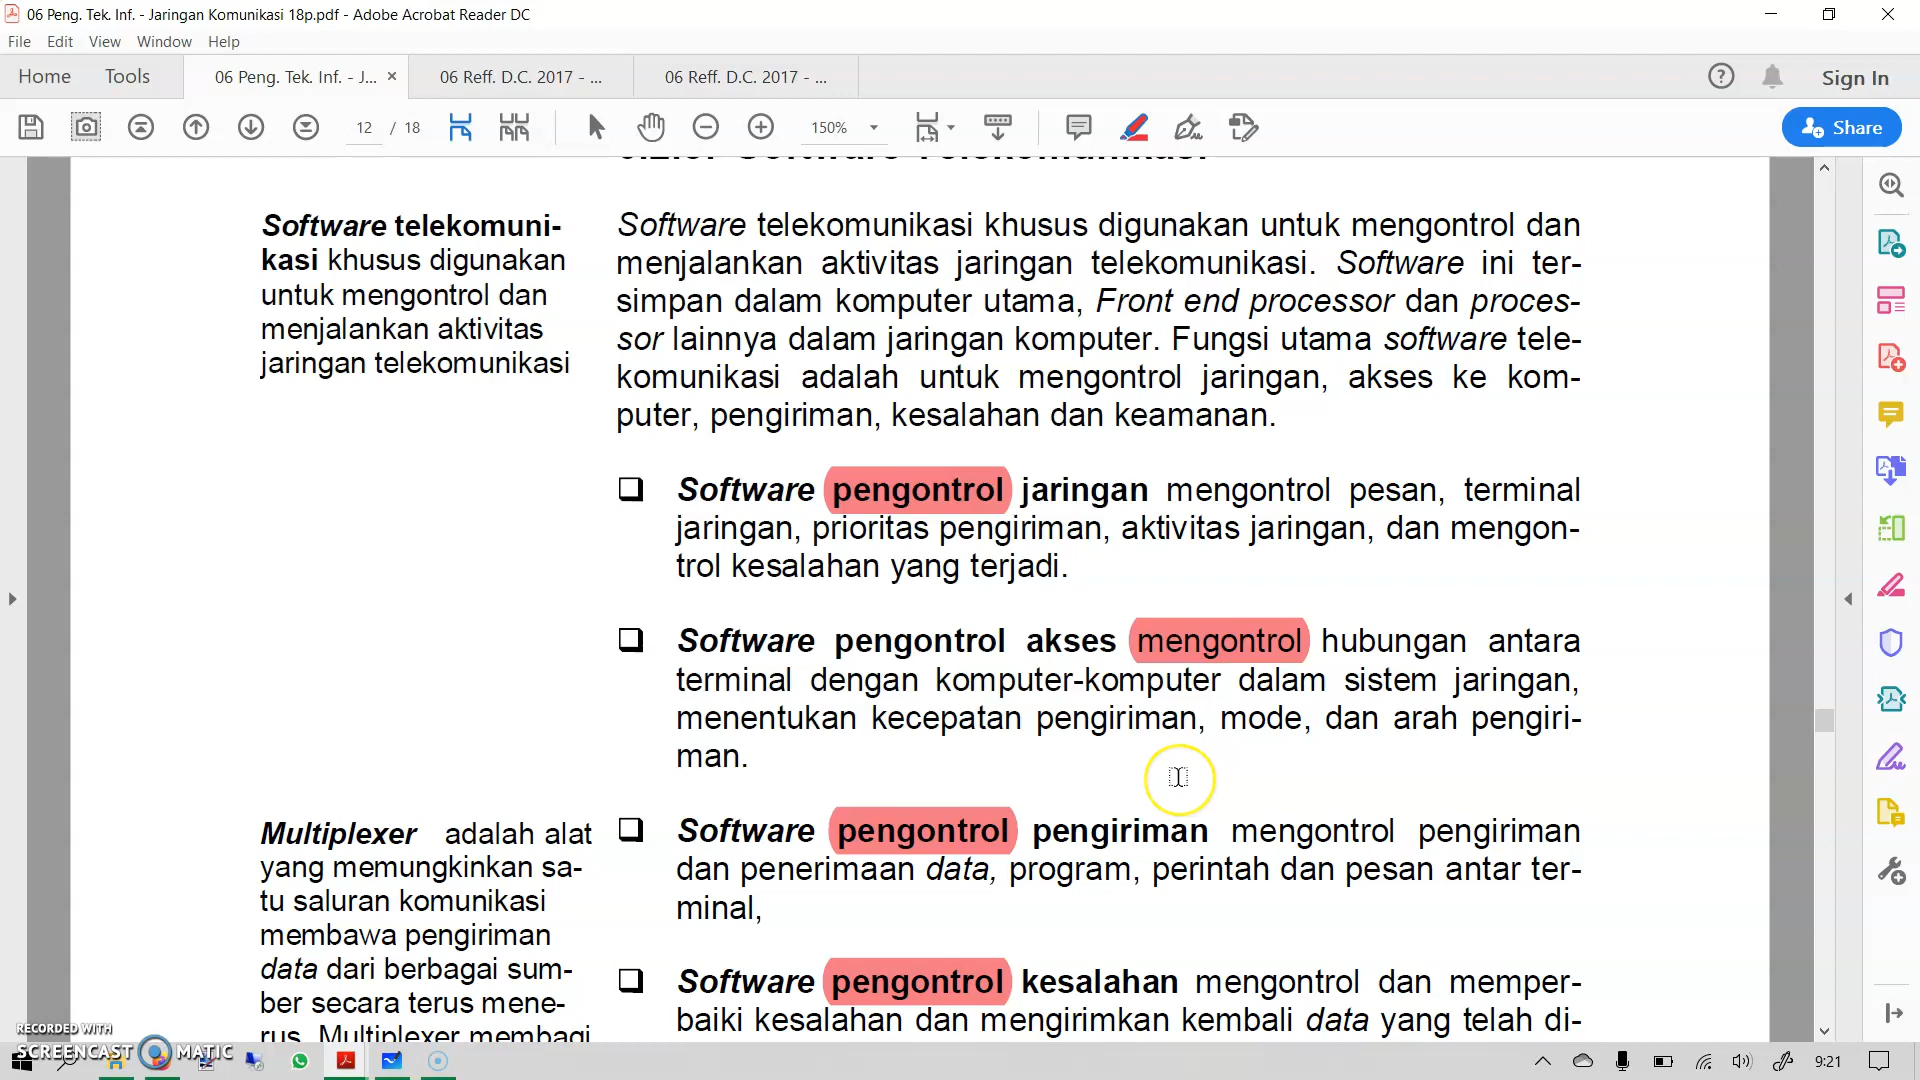 06 Peng. Tek. Inf. - Jaringan Komunikasi 18p.pdf - Adobe Acrobat Reader DC
File Edit View Window Help
Home Tools 06 Peng. Tek. Inf. - J... × 06 Reff. D.C. 2017 - ... 06 Reff. D.C. 2017 - ... Sign In
12 / 18 150% Share
Software Telekomunikasi
Software telekomuni-
kasi khusus digunakan
untuk mengontrol dan
menjalankan aktivitas
jaringan telekomunikasi
Software telekomunikasi khusus digunakan untuk mengontrol dan
menjalankan aktivitas jaringan telekomunikasi. Software ini ter-
simpan dalam komputer utama, Front end processor dan proces-
sor lainnya dalam jaringan komputer. Fungsi utama software tele-
komunikasi adalah untuk mengontrol jaringan, akses ke kom-
puter, pengiriman, kesalahan dan keamanan.
❑ Software pengontrol jaringan mengontrol pesan, terminal
jaringan, prioritas pengiriman, aktivitas jaringan, dan mengon-
trol kesalahan yang terjadi.
❑ Software pengontrol akses mengontrol hubungan antara
terminal dengan komputer-komputer dalam sistem jaringan,
menentukan kecepatan pengiriman, mode, dan arah pengiri-
man.
Multiplexer adalah alat
yang memungkinkan sa-
tu saluran komunikasi
membawa pengiriman
data dari berbagai sum-
ber secara terus mene-
rus. Multiplexer membagi
❑ Software pengontrol pengiriman mengontrol pengiriman
dan penerimaan data, program, perintah dan pesan antar ter-
minal,
❑ Software pengontrol kesalahan mengontrol dan memper-
baiki kesalahan dan mengirimkan kembali data yang telah di-
RECORDED WITH
SCREENCAST MATIC
9:21